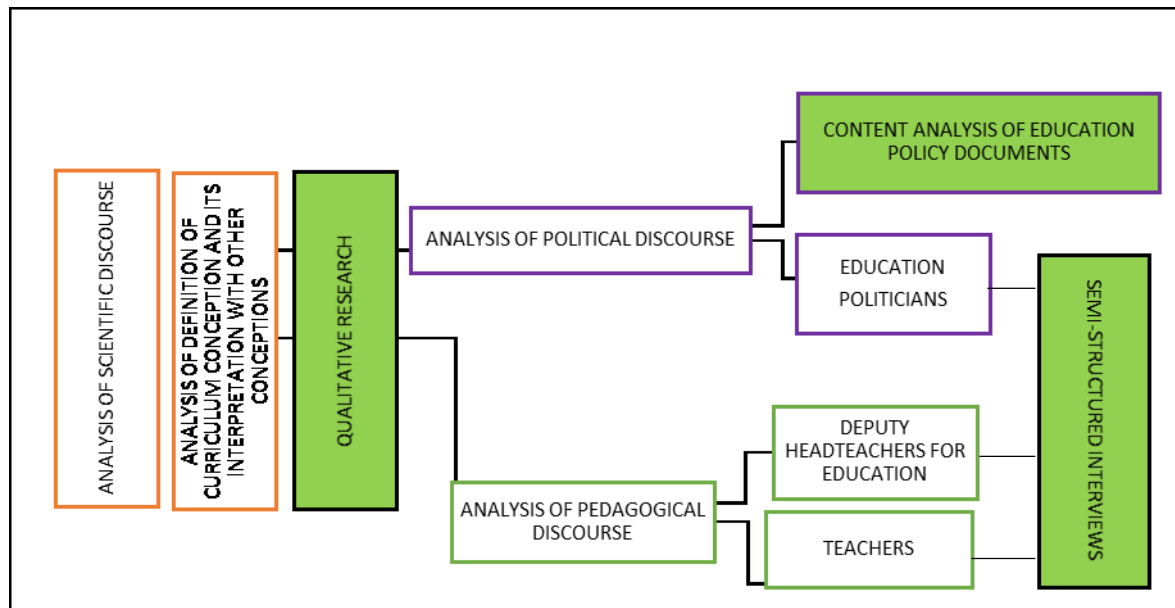 ANALYSIS OF SCIENTIFIC DISCOURSE
ANALYSIS OF DEFINITION OF
CURRICULUM CONCEPTION AND ITS
INTERPRETATION WITH OTHER
CONCEPTIONS
QUALITATIVE RESEARCH
ANALYSIS OF POLITICAL DISCOURSE
CONTENT ANALYSIS OF EDUCATION
POLICY DOCUMENTS
EDUCATION
POLITICIANS
ANALYSIS OF PEDAGOGICAL
DISCOURSE
DEPUTY
HEADTEACHERS FOR
EDUCATION
TEACHERS
SEMI-STRUCTURED INTERVIEWS